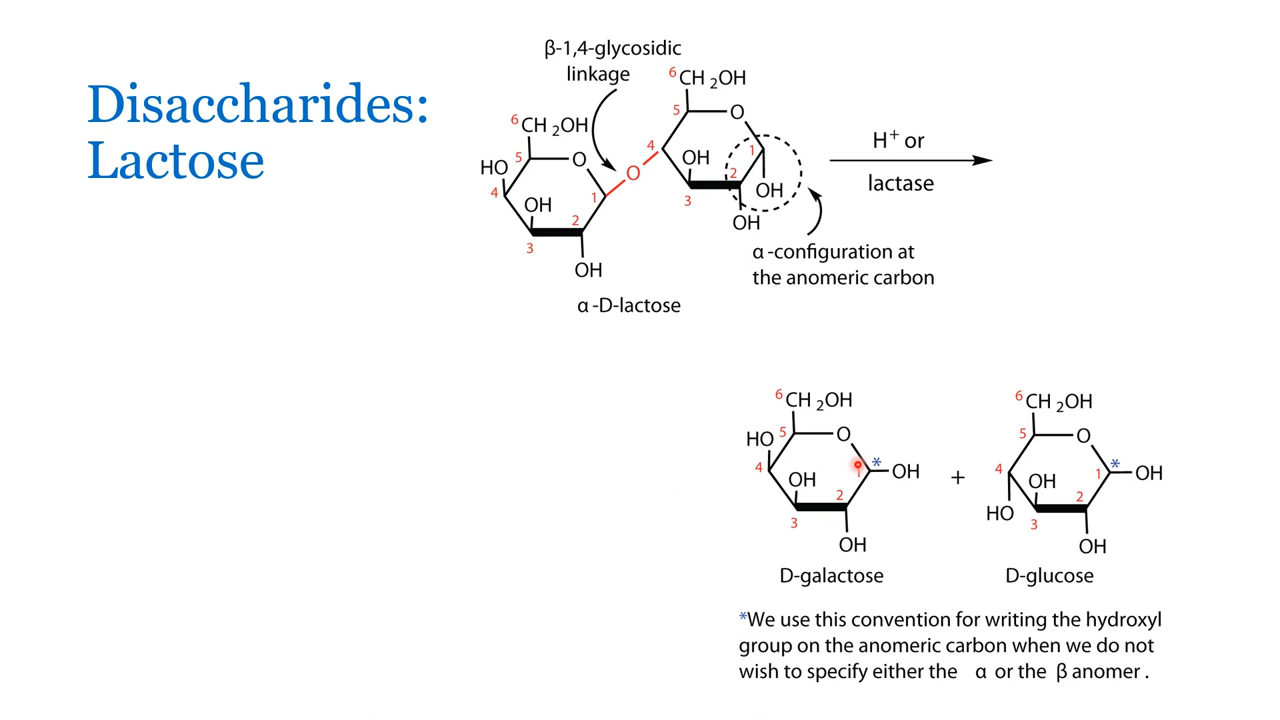 Disaccharides:
Lactose
β-1,4-glycosidic
linkage
6 CH 2OH
5
O
4
OH
1
2
3
OH
OH
O
6 CH 2OH
HO
5
O
4
OH
1
2
3
OH
α-D-lactose
α-configuration at
the anomeric carbon
H+ or
lactase
6 CH 2OH
HO
5
O
4
OH
1
* OH
2
3
OH
D-galactose
+
6 CH 2OH
5
O
4
OH
1
* OH
HO
2
3
OH
D-glucose
*We use this convention for writing the hydroxyl
group on the anomeric carbon when we do not
wish to specify either the α or the β anomer .